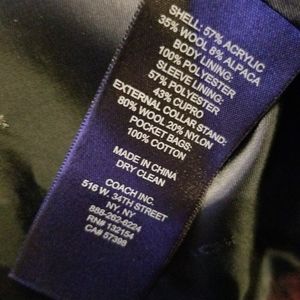 SHELL: 57% ACRYLIC
35% WOOL 8% ALPACA
BODY LINING:
100% POLYESTER
SLEEVE LINING:
57% POLYESTER
43% CUPRO
EXTERNAL COLLAR STAND:
80% WOOL 20% NYLON
POCKET BAGS:
100% COTTON
MADE IN CHINA
DRY CLEAN
COACH INC.
516 W. 34TH STREET
NY, NY
888-262-6224
RN# 132154
CA# 57398